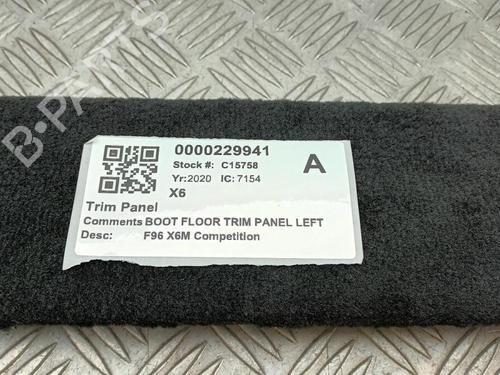 0000229941
Stock #: C15758
A
Yr:2020 IC: 7154
X6
Trim Panel
Comments BOOT FLOOR TRIM PANEL LEFT
Desc: F96 X6M Competition
B-PARTS